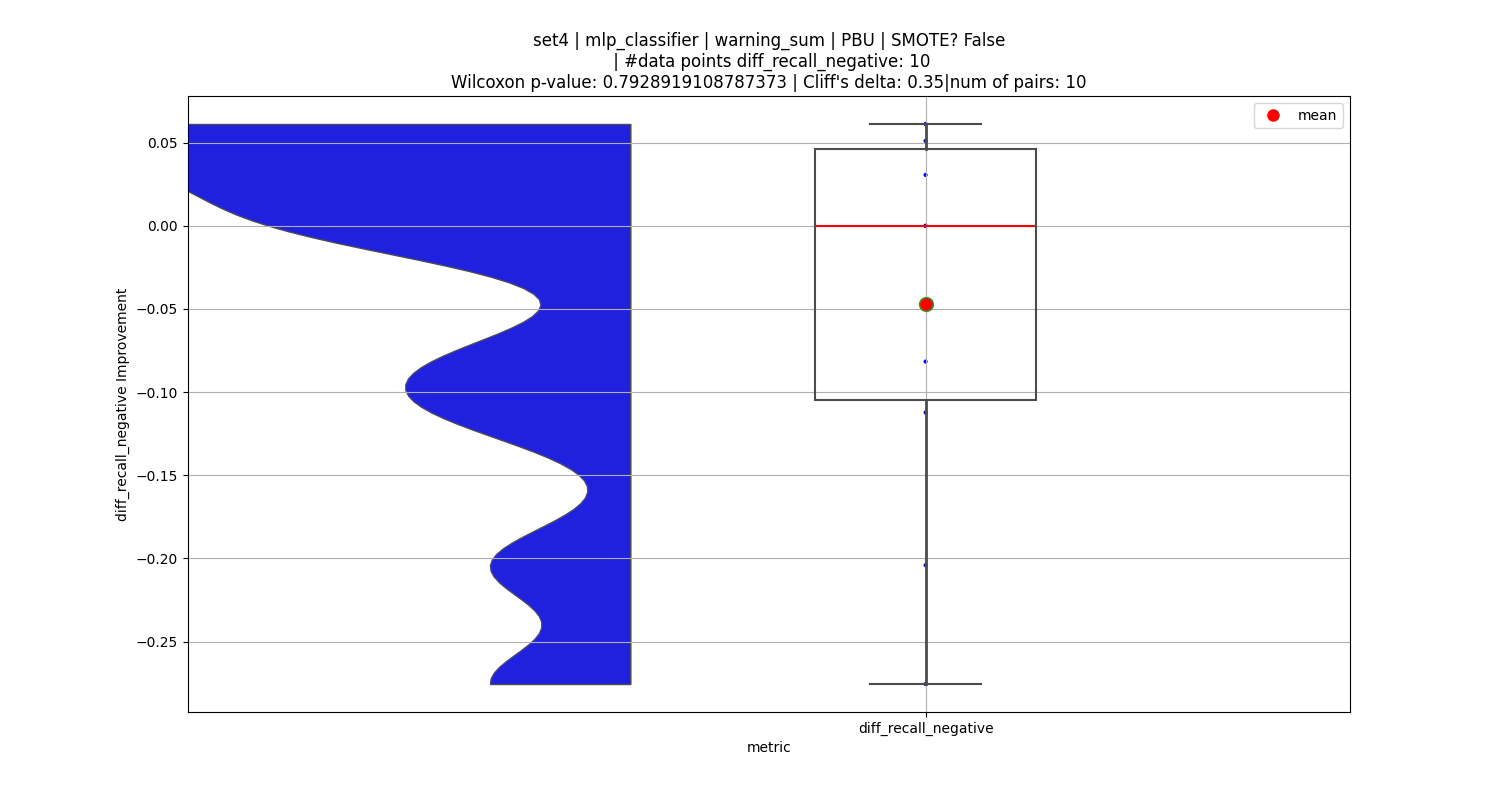 set4 | mlp_classifier | warning_sum | PBU | SMOTE? False
| #data points diff_recall_negative: 10
Wilcoxon p-value: 0.7928919108787373 | Cliff's delta: 0.35|num of pairs: 10
mean
0.05
0.00
−0.05
−0.10
−0.15
−0.20
−0.25
diff_recall_negative Improvement
diff_recall_negative
metric